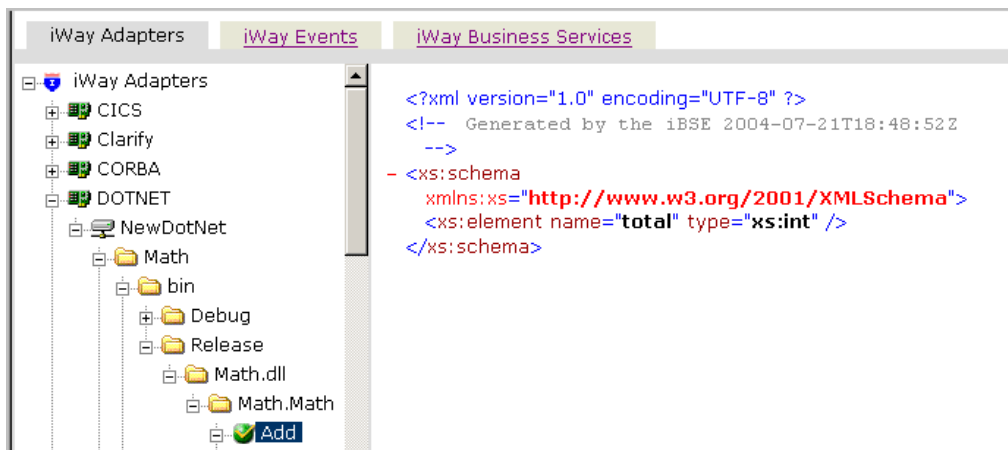 iWay Adapters
iWay Events
iWay Business Services
iWay Adapters
CICS
Clarify
CORBA
DOTNET
NewDotNet
Math
bin
Debug
Release
Math.dll
Math.Math
Add
<?xml version="1.0" encoding="UTF-8" ?>
<!-- Generated by the iBSE 2004-07-21T18:48:52Z
-->
- <xs:schema
xmlns:xs="http://www.w3.org/2001/XMLSchema">
<xs:element name="total" type="xs:int" />
</xs:schema>